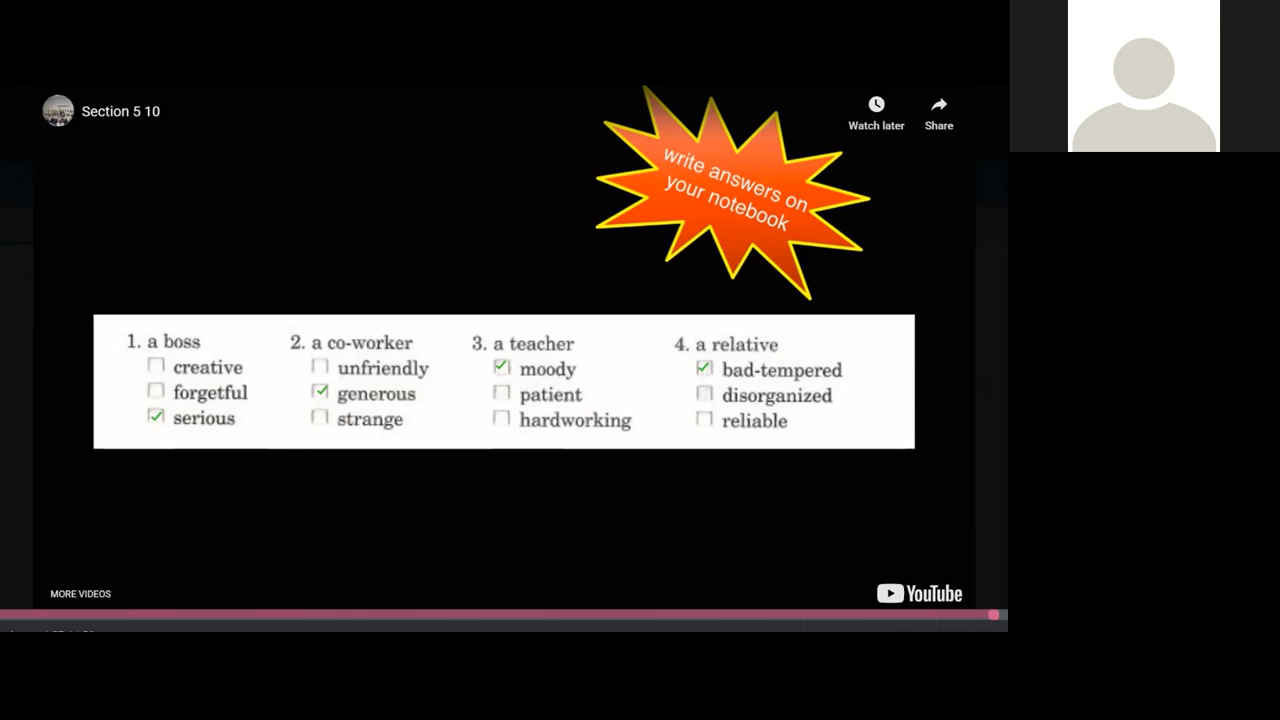 Section 5 10
write answers on
your notebook
Watch later
Share
1. a boss
creative
forgetful
serious
2. a co-worker
unfriendly
generous
strange
3. a teacher
moody
patient
hardworking
4. a relative
bad-tempered
disorganized
reliable
MORE VIDEOS
YouTube